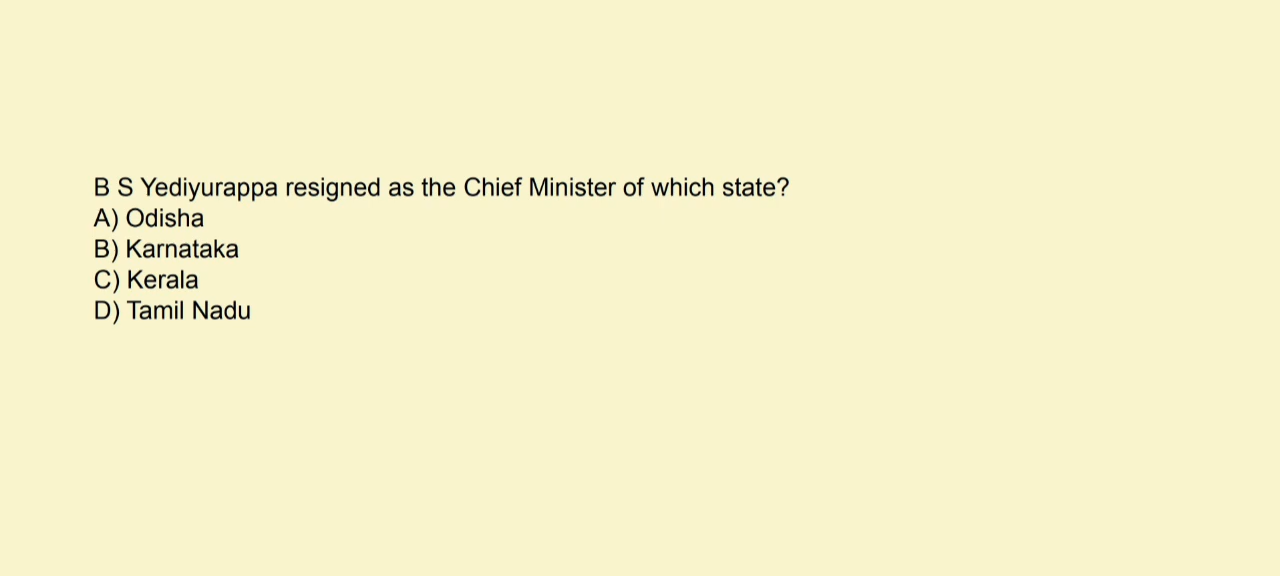 B S Yediyurappa resigned as the Chief Minister of which state?
A) Odisha
B) Karnataka
C) Kerala
D) Tamil Nadu